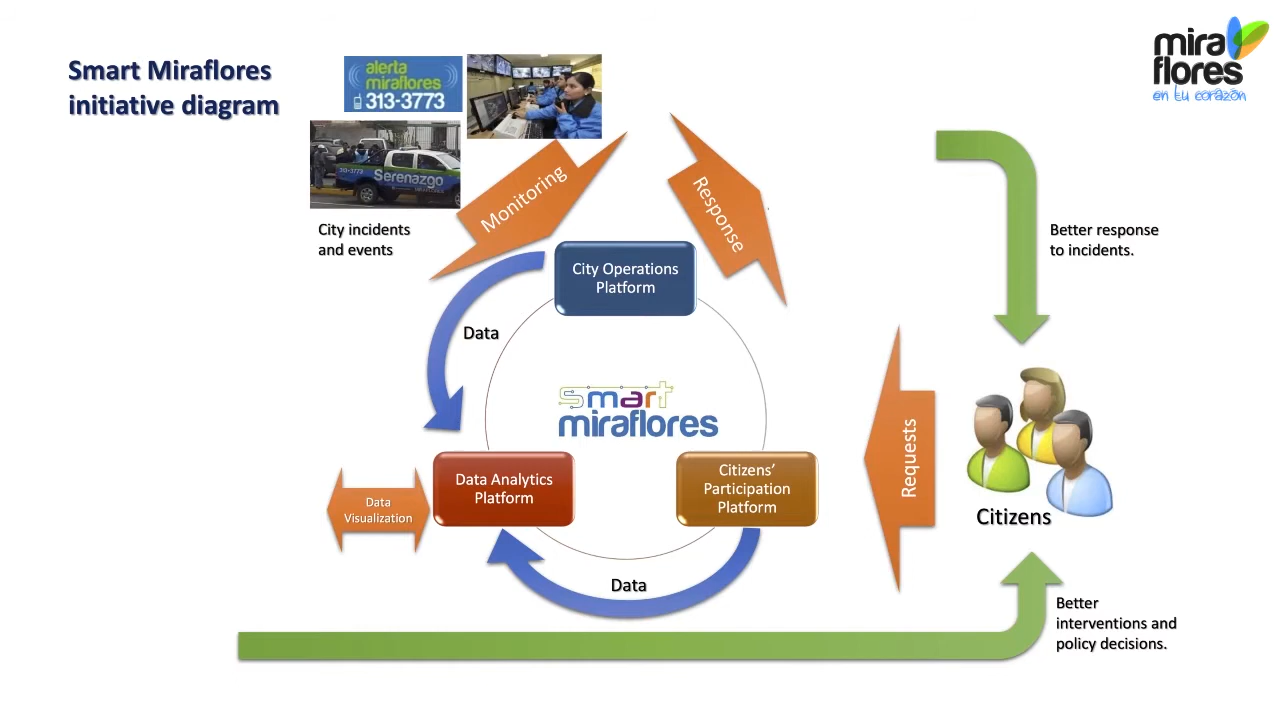 Smart Miraflores
initiative diagram
alerta
miraflores
313-3773
313-3773
Serenazgo
City incidents
and events
mira
flores
en tu corazón
Monitoring
Response
City Operations
Platform
Better response
to incidents.
Data
smart
miraflores
Requests
Data Analytics
Platform
Citizens’
Participation
Platform
Data
Visualization
Citizens
Data
Better
interventions and
policy decisions.